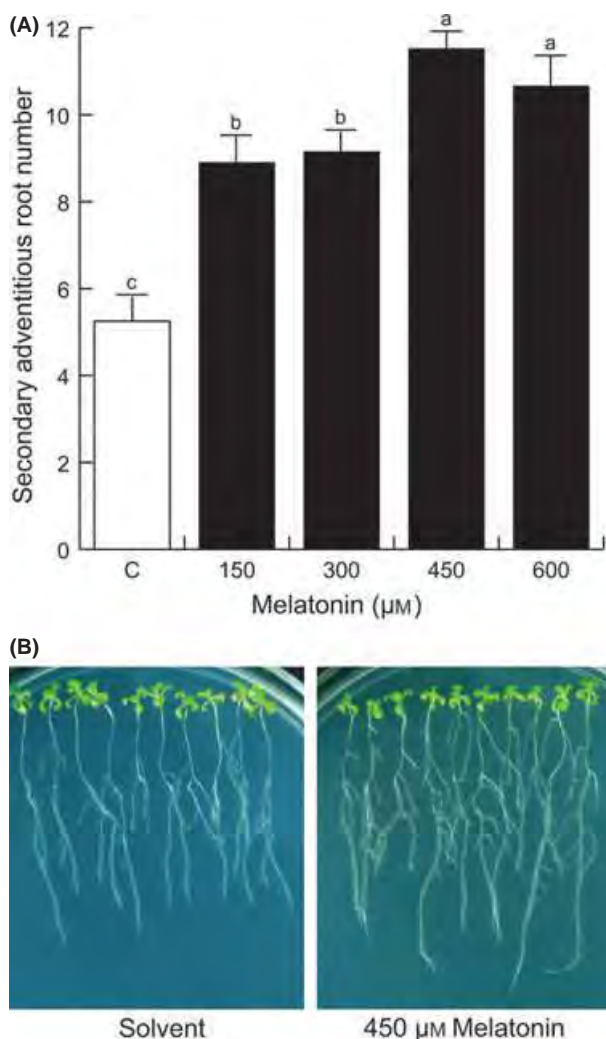 (A)
12
10
8
6
4
2
0
Secondary adventitious root number
c
b
b
a
a
C 150 300 450 600
Melatonin (µM)
(B)
Solvent 450 µM Melatonin